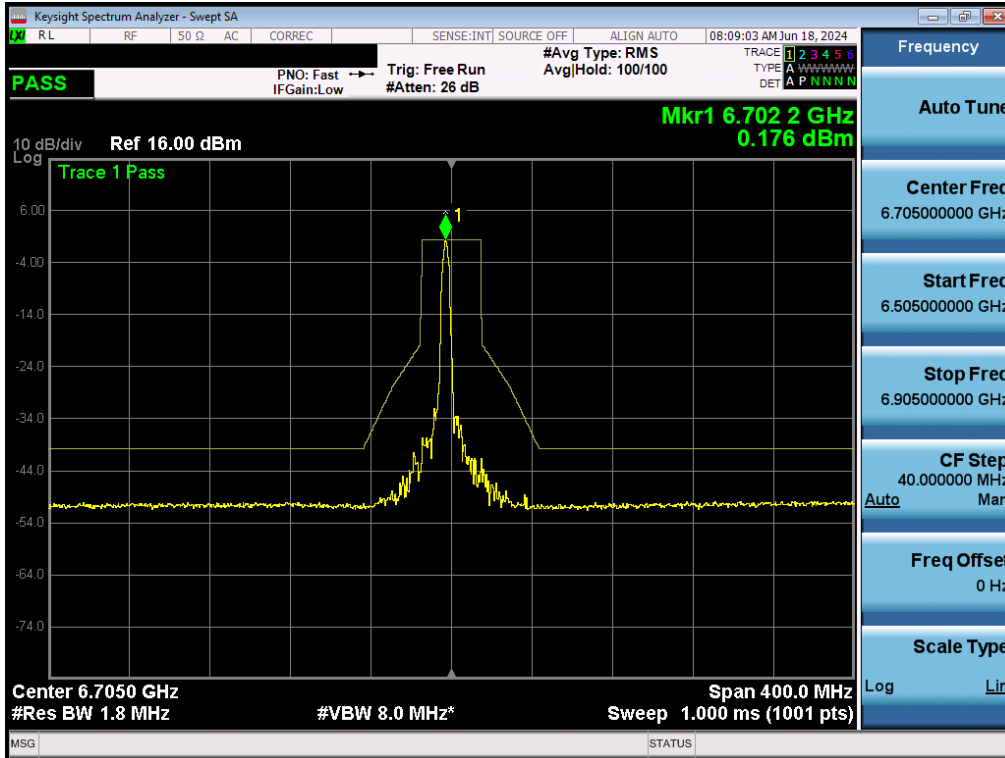 Keysight Spectrum Analyzer - Swept SA
LXI RL RF 50 Ω AC CORREC SENSE:INT SOURCE OFF ALIGN AUTO 08:09:03 AM Jun 18, 2024
PASS
PNO: Fast
IFGain:Low
Trig: Free Run
#Atten: 26 dB
#Avg Type: RMS
Avg|Hold: 100/100
TRACE 1 2 3 4 5 6
TYPE A WWWWW
DET A P N N N N
Mkr1 6.702 2 GHz
0.176 dBm
10 dB/div Ref 16.00 dBm
Log
Trace 1 Pass
1
6.00
-4.00
-14.0
-24.0
-34.0
-44.0
-54.0
-64.0
-74.0
Center 6.7050 GHz Span 400.0 MHz
#Res BW 1.8 MHz #VBW 8.0 MHz* Sweep 1.000 ms (1001 pts)
MSG STATUS
Frequency
Auto Tune
Center Freq
6.705000000 GHz
Start Freq
6.505000000 GHz
Stop Freq
6.905000000 GHz
CF Step
40.000000 MHz
Auto Man
Freq Offset
0 Hz
Scale Type
Log Lin